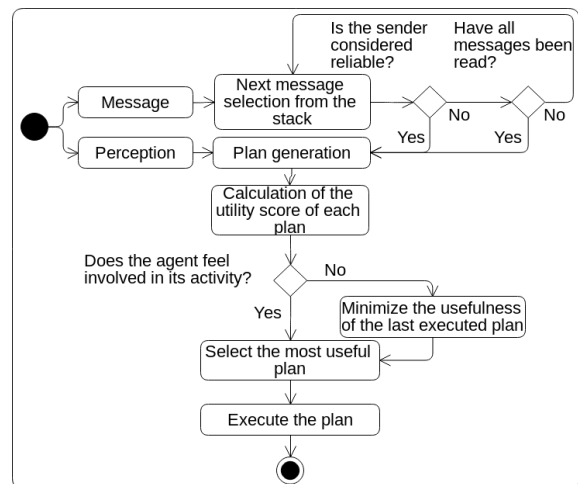 Is the sender
considered
reliable?
Have all
messages been
read?
Message
Next message
selection from the
stack
No
No
Yes
Yes
Perception
Plan generation
Calculation of the
utility score of each
plan
Does the agent feel
involved in its activity?
No
Yes
Minimize the usefulness
of the last executed plan
Select the most useful
plan
Execute the plan